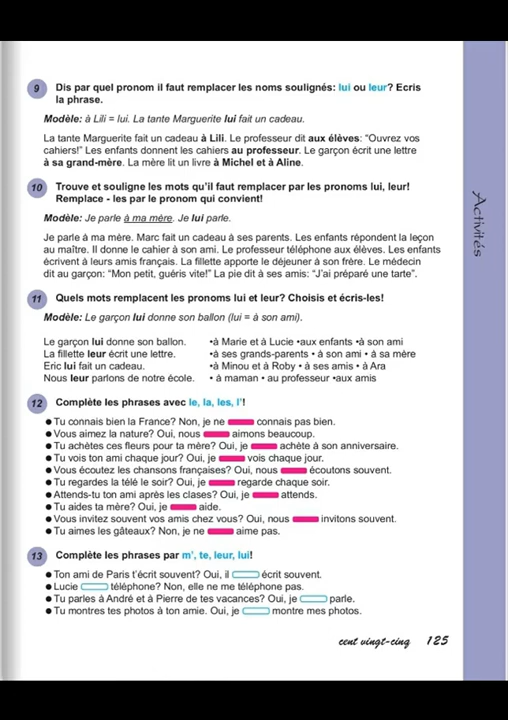 9 Dis par quel pronom il faut remplacer les noms soulignés: lui ou leur? Ecris
la phrase.
Modèle: à Lili = lui. La tante Marguerite lui fait un cadeau.
La tante Marguerite fait un cadeau à Lili. Le professeur dit aux élèves: “Ouvrez vos
cahiers!” Les enfants donnent les cahiers au professeur. Le garçon écrit une lettre
à sa grand-mère. La mère lit un livre à Michel et à Aline.
10 Trouve et souligne les mots qu’il faut remplacer par les pronoms lui, leur!
Remplace - les par le pronom qui convient!
Modèle: Je parle à ma mère. Je lui parle.
Je parle à ma mère. Marc fait un cadeau à ses parents. Les enfants répondent la leçon
au maître. Il donne le cahier à son ami. Le professeur téléphone aux élèves. Les enfants
écrivent à leurs amis français. La fillette apporte le déjeuner à son frère. Le médecin
dit au garçon: “Mon petit, guéris vite!” La pie dit à ses amis: “J’ai préparé une tarte”.
11 Quels mots remplacent les pronoms lui et leur? Choisis et écris-les!
Modèle: Le garçon lui donne son ballon (lui = à son ami).
Le garçon lui donne son ballon. •à Marie et à Lucie •aux enfants •à son ami
La fillette leur écrit une lettre. •à ses grands-parents • à son ami • à sa mère
Eric lui fait un cadeau. •à Minou et à Roby • à ses amis • à Ara
Nous leur parlons de notre école. • à maman • au professeur •aux amis
12 Complète les phrases avec le, la, les, l’!
• Tu connais bien la France? Non, je ne connais pas bien.
• Vous aimez la nature? Oui, nous aimons beaucoup.
• Tu achètes ces fleurs pour ta mère? Oui, je achète à son anniversaire.
• Tu vois ton ami chaque jour? Oui, je vois chaque jour.
• Vous écoutez les chansons françaises? Oui, nous écoutons souvent.
• Tu regardes la télé le soir? Oui, je regarde chaque soir.
• Attends-tu ton ami après les clases? Oui, je attends.
• Tu aides ta mère? Oui, je aide.
• Vous invitez souvent vos amis chez vous? Oui, nous invitons souvent.
• Tu aimes les gâteaux? Non, je ne aime pas.
13 Complète les phrases par m’, te, leur, lui!
• Ton ami de Paris t’écrit souvent? Oui, il écrit souvent.
• Lucie téléphone? Non, elle ne me téléphone pas.
• Tu parles à André et à Pierre de tes vacances? Oui, je parle.
• Tu montres tes photos à ton amie. Oui, je montre mes photos.
Activités
cent vingt-cinq 125